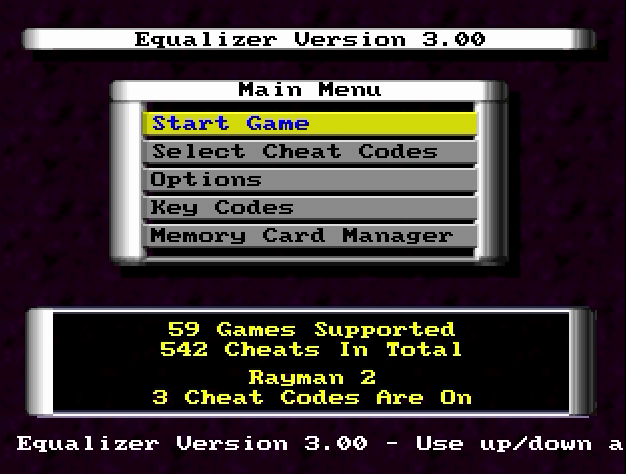 Equalizer Version 3.00
Main Menu
Start Game
Select Cheat Codes
Options
Key Codes
Memory Card Manager
59 Games Supported
542 Cheats In Total
Rayman 2
3 Cheat Codes Are On
Equalizer Version 3.00 - Use up/down a